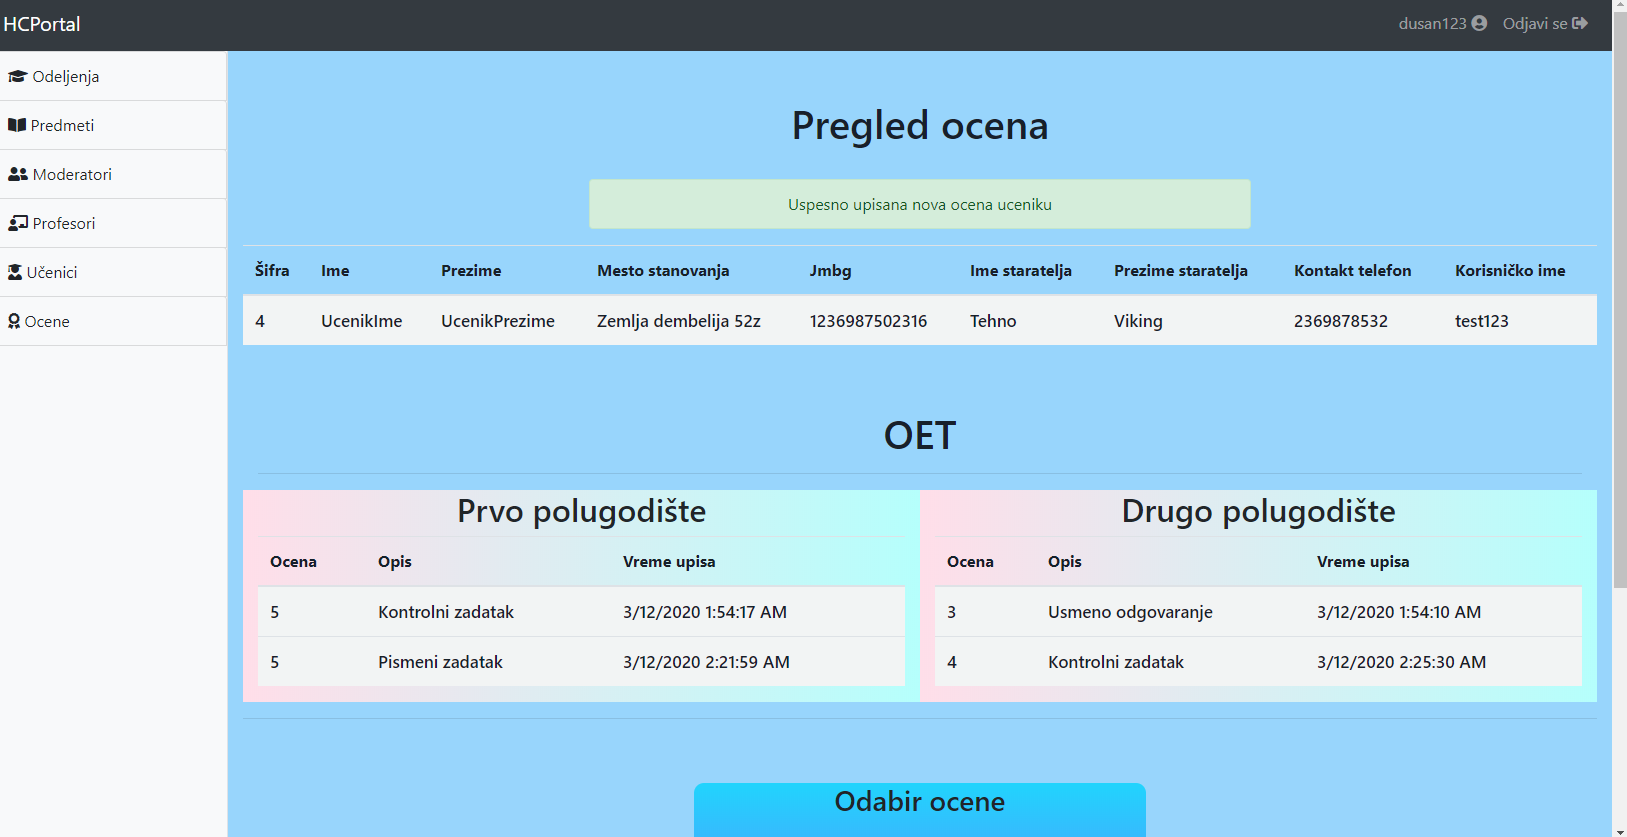 HCPortal
dusan123 Odjavi se
Odeljenja
Predmeti
Moderatori
Profesori
Učenici
Ocene
Pregled ocena
Uspesno upisana nova ocena uceniku
Šifra Ime Prezime Mesto stanovanja Jmbg Ime staratelja Prezime staratelja Kontakt telefon Korisničko ime
4 UcenikIme UcenikPrezime Zemlja dembelija 52z 1236987502316 Tehno Viking 2369878532 test123
OET
Prvo polugodište
Ocena Opis Vreme upisa
5 Kontrolni zadatak 3/12/2020 1:54:17 AM
5 Pismeni zadatak 3/12/2020 2:21:59 AM
Drugo polugodište
Ocena Opis Vreme upisa
3 Usmeno odgovaranje 3/12/2020 1:54:10 AM
4 Kontrolni zadatak 3/12/2020 2:25:30 AM
Odabir ocene